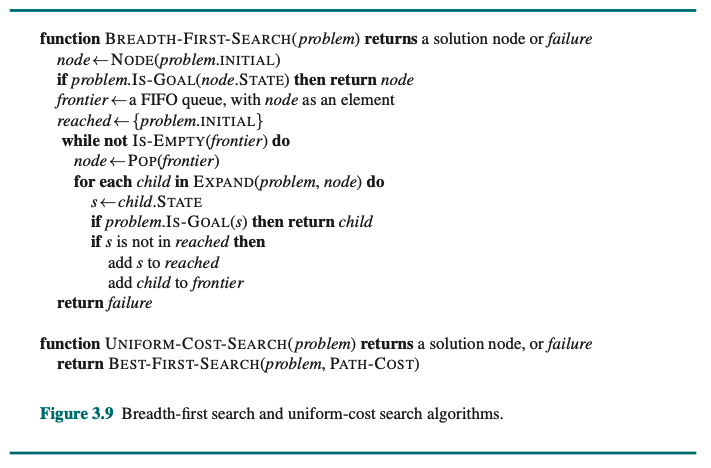 function BREADTH-FIRST-SEARCH(problem) returns a solution node or failure
node←NODE(problem.INITIAL)
if problem.IS-GOAL(node.STATE) then return node
frontier←a FIFO queue, with node as an element
reached←{problem.INITIAL}
while not IS-EMPTY(frontier) do
node←POP(frontier)
for each child in EXPAND(problem, node) do
s←child.STATE
if problem.IS-GOAL(s) then return child
if s is not in reached then
add s to reached
add child to frontier
return failure
function UNIFORM-COST-SEARCH(problem) returns a solution node, or failure
return BEST-FIRST-SEARCH(problem, PATH-COST)
Figure 3.9 Breadth-first search and uniform-cost search algorithms.